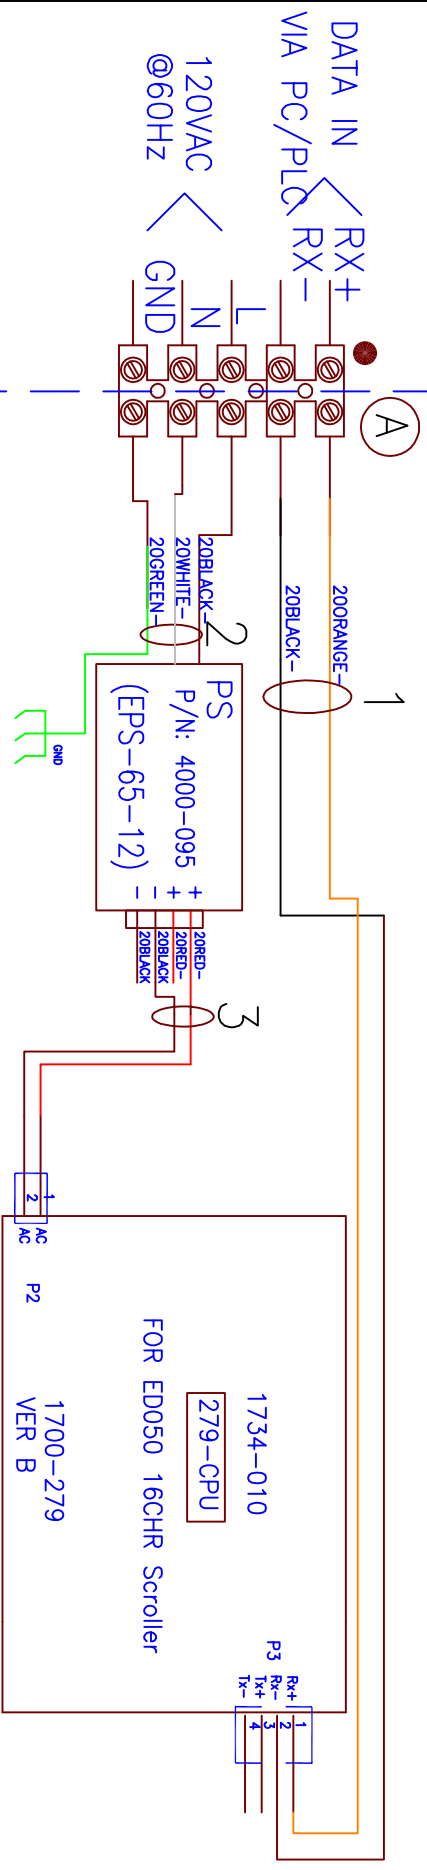 DATA IN
VIA PC/PLC
RX+
RX-
120VAC
@60Hz
L
N
GND
A
20ORANGE-
20BLACK-
1
20BLACK-
20WHITE-
20GREEN-
2
GND
PS
P/N: 4000-095
(EPS-65-12)
+
+
-
-
20RED-
20RED-
20BLACK
20BLACK
3
1
2
AC
AC
P2
1734-010
279-CPU
FOR ED050 16CHR Scroller
1700-279
VER B
P3
Rx+
Rx-
Tx+
Tx-
1
2
3
4